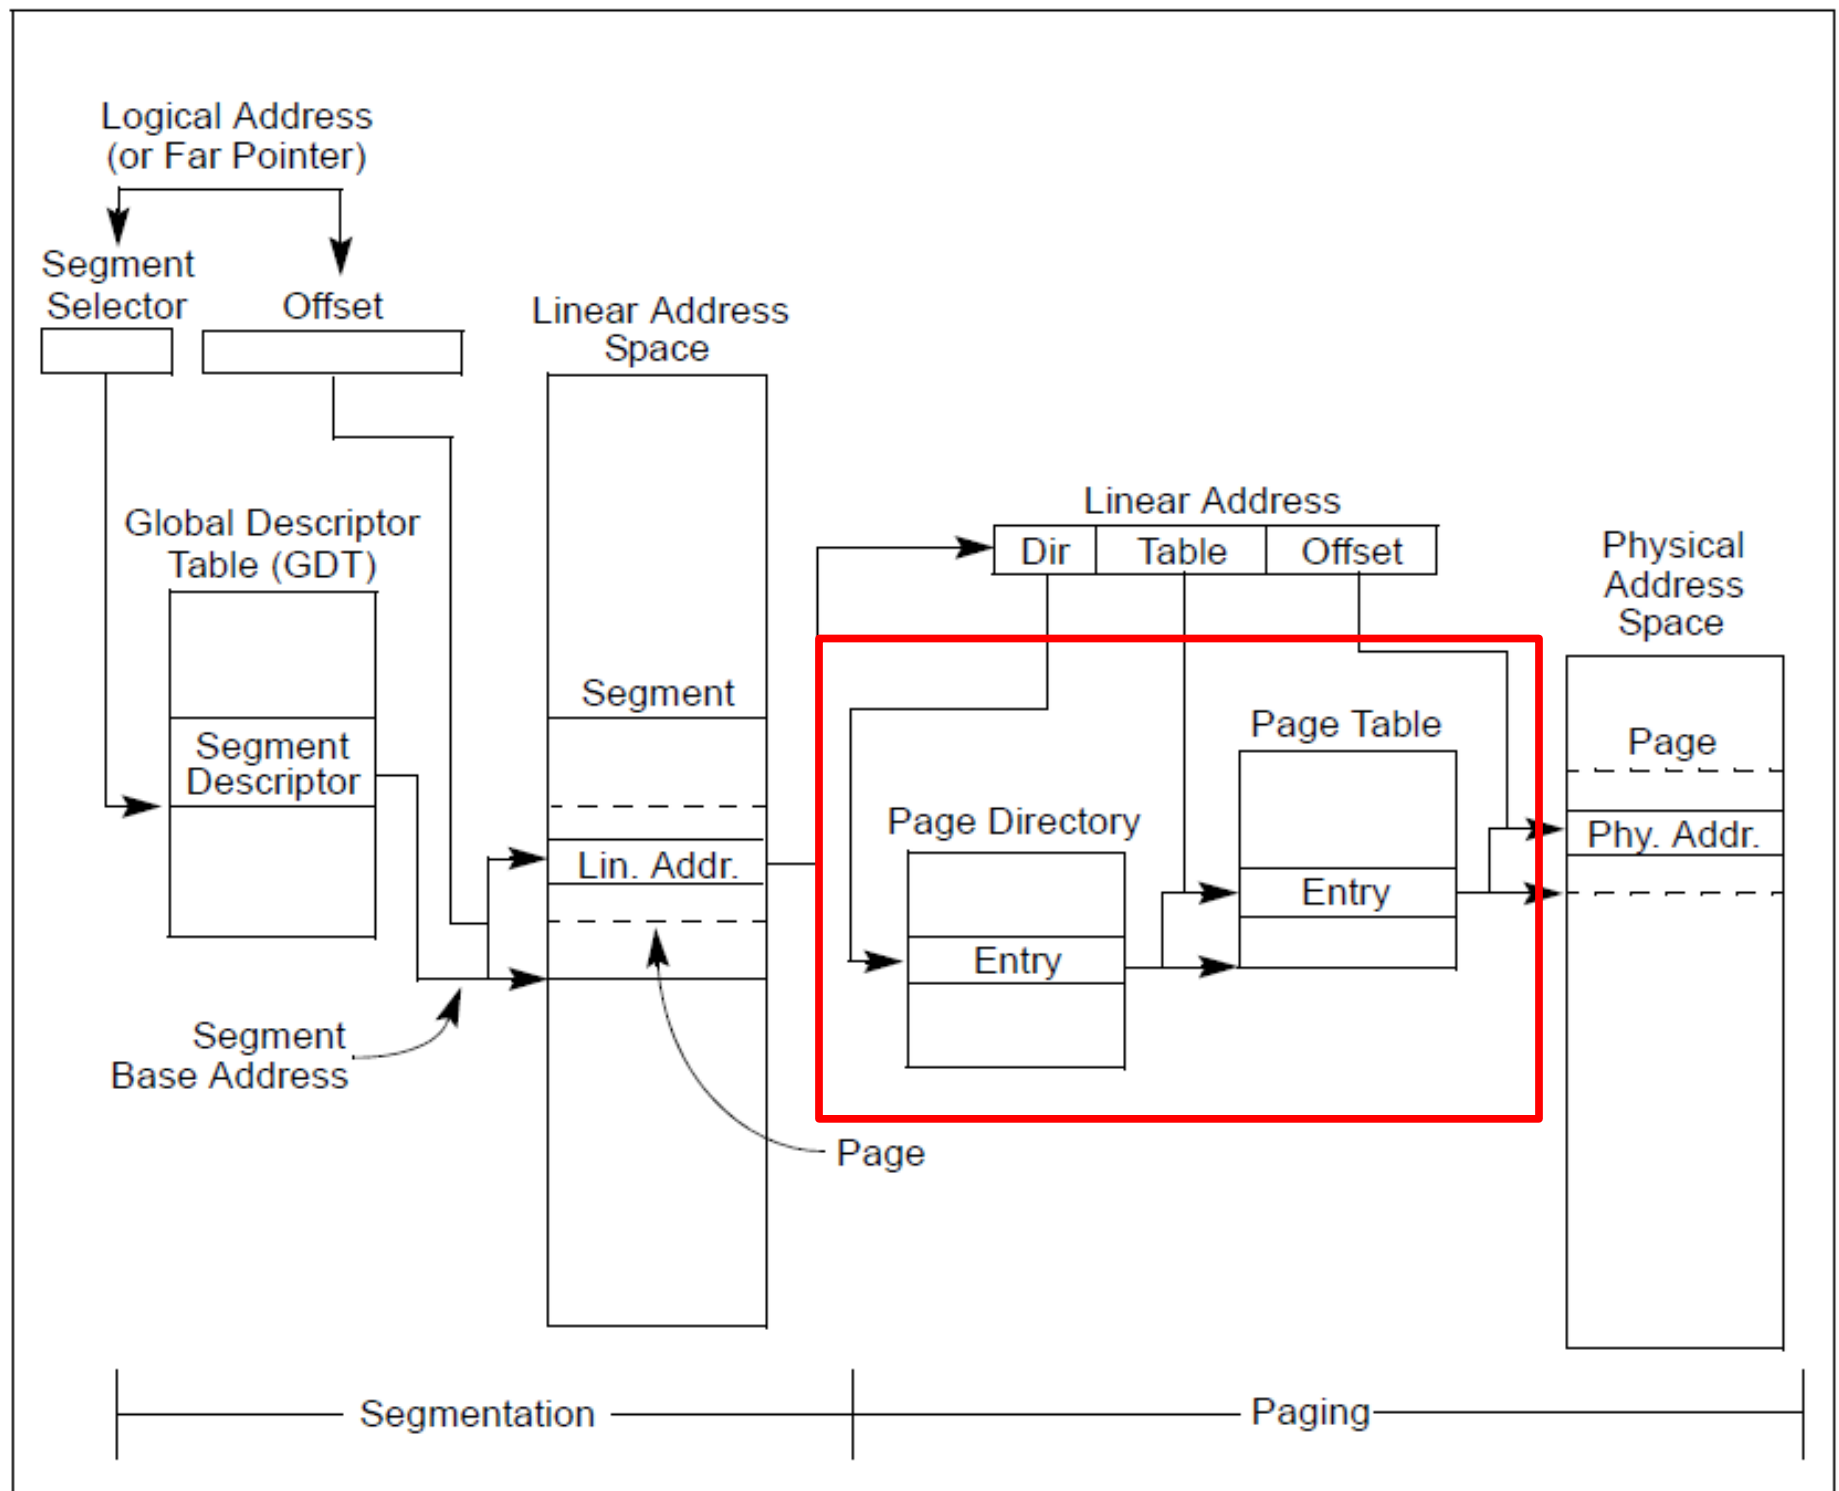 Logical Address
(or Far Pointer)
Segment
Selector
Offset
Linear Address
Space
Global Descriptor
Table (GDT)
Segment
Descriptor
Segment
Lin. Addr.
Segment
Base Address
Page
Linear Address
Dir
Table
Offset
Page Directory
Entry
Page Table
Entry
Physical
Address
Space
Page
Phy. Addr.
Segmentation
Paging